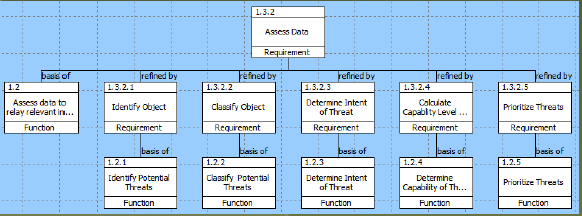 1.3.2
Assess Data
Requirement
basis of
refined by
refined by
refined by
refined by
refined by
1.2
Assess data to
relay relevant in...
Function
1.3.2.1
Identify Object
Requirement
1.3.2.2
Classify Object
Requirement
1.3.2.3
Determine Intent
of Threat
Requirement
1.3.2.4
Calculate
Capablity Level ...
Requirement
1.3.2.5
Prioritize Threats
Requirement
basis of
basis of
basis of
basis of
basis of
1.2.1
Identify Potential
Threats
Function
1.2.2
Classify Potential
Threats
Function
1.2.3
Determine Intent
of Threat
Function
1.2.4
Determine
Capability of Th...
Function
1.2.5
Prioritize Threats
Function